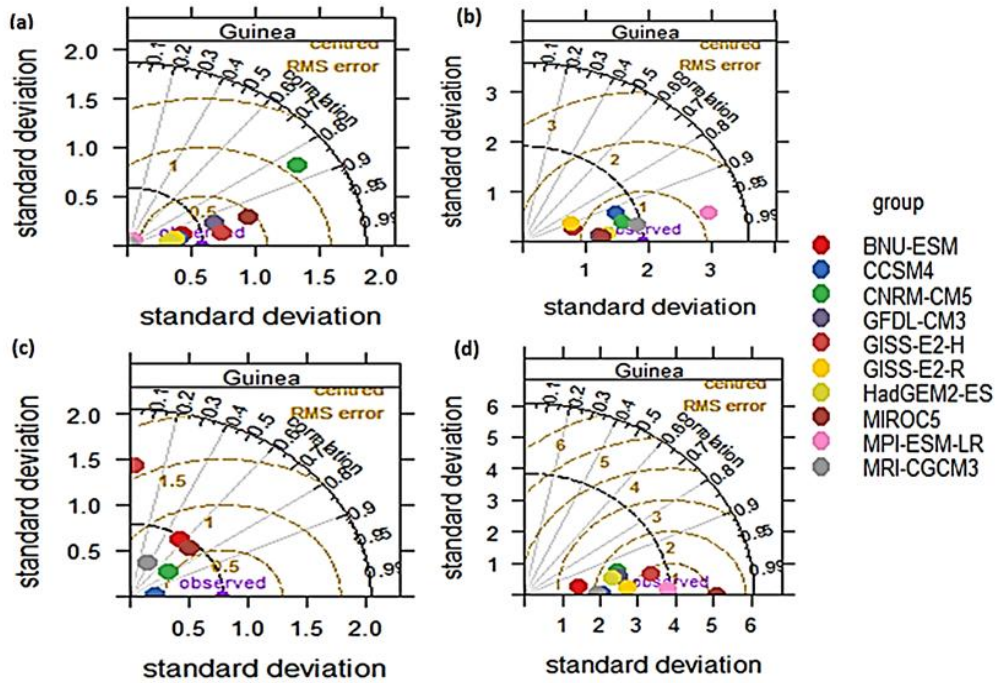 (a)
Guinea
centred
RMS error
correlation
0.1
0.2
0.3
0.4
0.5
0.6
0.7
0.8
0.9
0.95
0.99
2.0
1.5
1.0
0.5
1
0.5
observed
standard deviation
0.5
1.0
1.5
2.0
standard deviation
(b)
Guinea
centred
RMS error
correlation
0.1
0.2
0.3
0.4
0.5
0.6
0.7
0.8
0.9
0.95
0.99
3
2
1
3
2
1
observed
standard deviation
1
2
3
standard deviation
(c)
Guinea
centred
RMS error
correlation
0.1
0.2
0.3
0.4
0.5
0.6
0.7
0.8
0.9
0.95
0.99
2.0
1.5
1.0
0.5
1.5
1
0.5
observed
standard deviation
0.5
1.0
1.5
2.0
standard deviation
(d)
Guinea
centred
RMS error
correlation
0.1
0.2
0.3
0.4
0.5
0.6
0.7
0.8
0.9
0.95
0.99
6
5
4
3
2
1
6
5
4
3
2
observed
standard deviation
1
2
3
4
5
6
standard deviation
group
BNU-ESM
CCSM4
CNRM-CM5
GFDL-CM3
GISS-E2-H
GISS-E2-R
HadGEM2-ES
MIROC5
MPI-ESM-LR
MRI-CGCM3